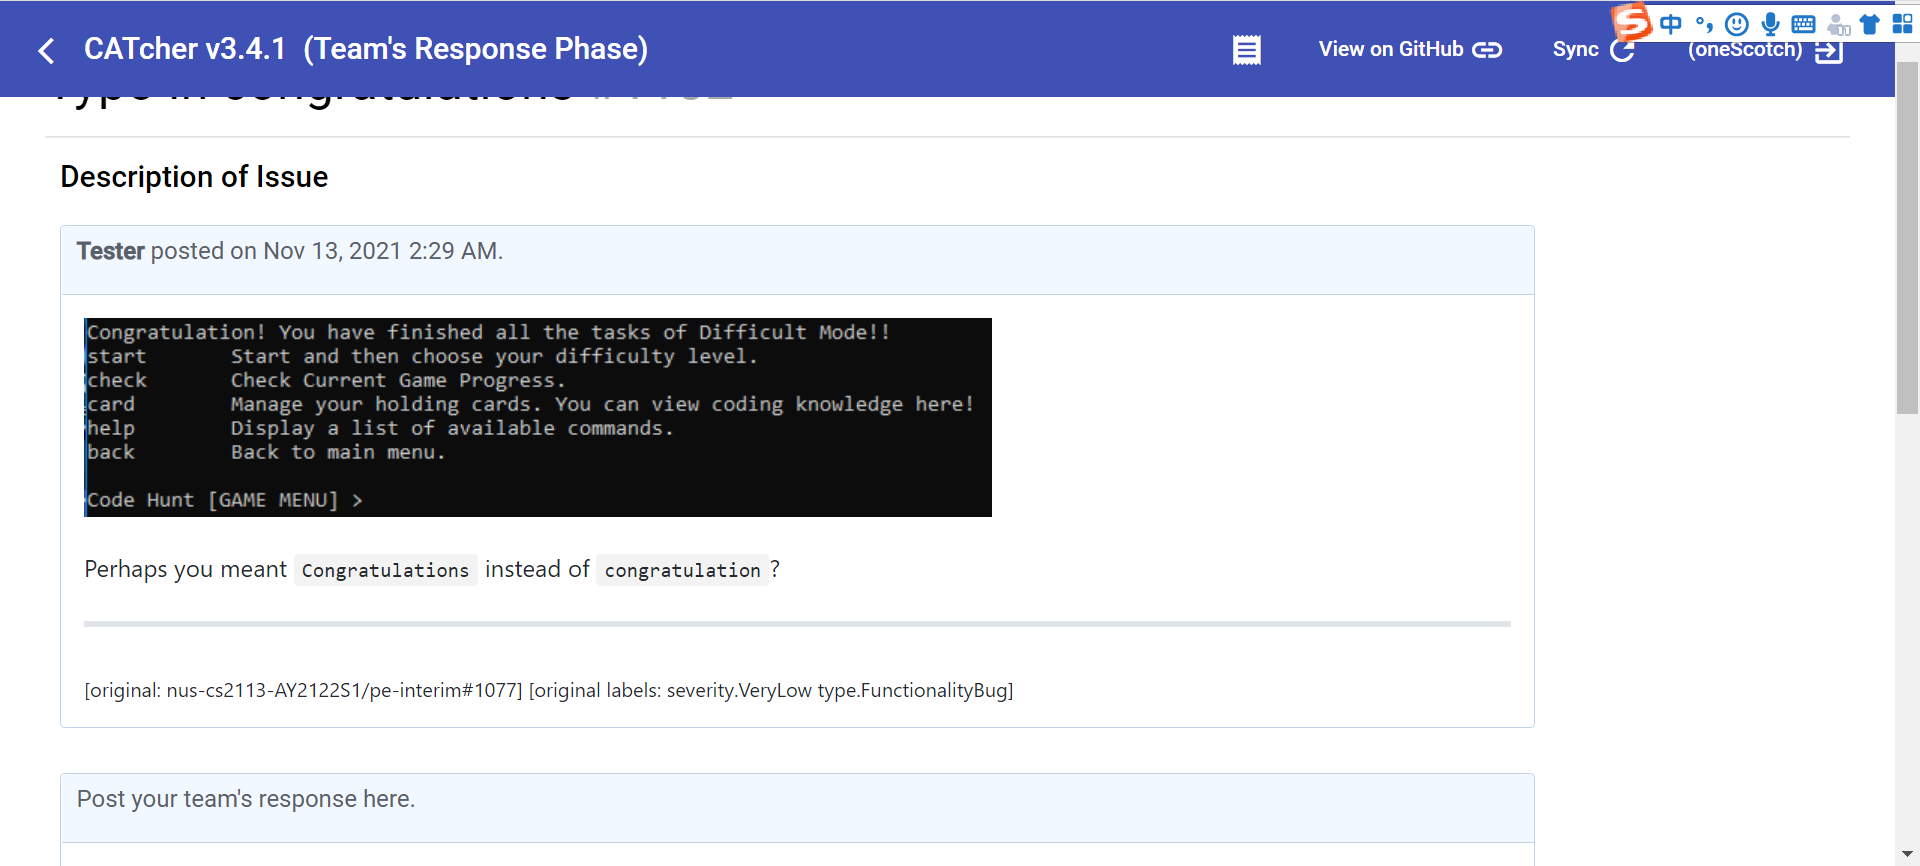 CATcher v3.4.1 (Team's Response Phase)
View on GitHub
Sync
(oneScotch)
中
Description of Issue
Tester posted on Nov 13, 2021 2:29 AM.
Congratulation! You have finished all the tasks of Difficult Mode!!
start Start and then choose your difficulty level.
check Check Current Game Progress.
card Manage your holding cards. You can view coding knowledge here!
help Display a list of available commands.
back Back to main menu.
Code Hunt [GAME MENU] >
Perhaps you meant Congratulations instead of congratulation ?
[original: nus-cs2113-AY2122S1/pe-interim#1077] [original labels: severity.VeryLow type.FunctionalityBug]
Post your team's response here.